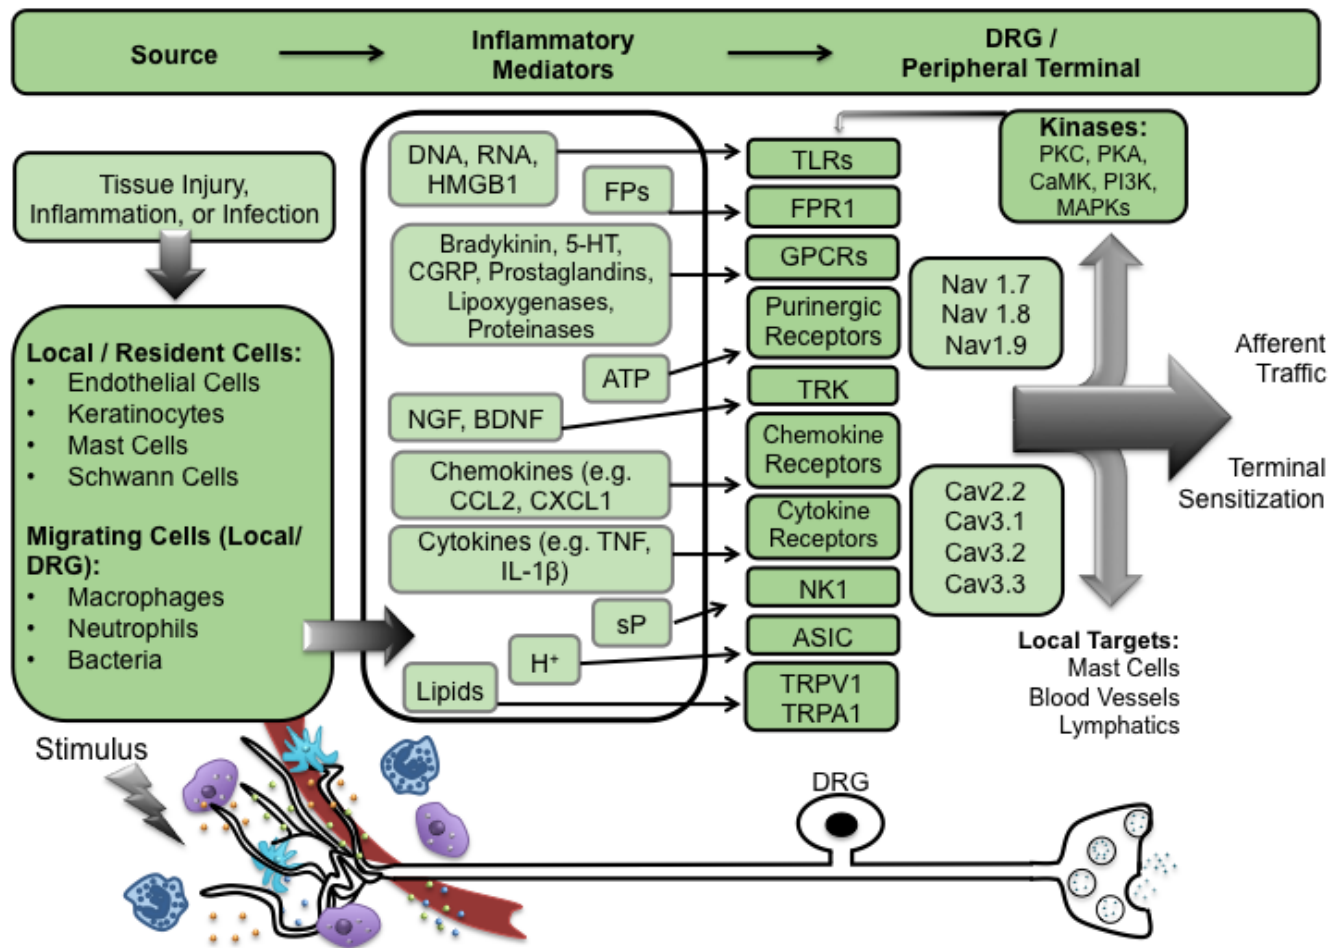 Source
Inflammatory
Mediators
DRG /
Peripheral Terminal
Tissue Injury,
Inflammation, or Infection
Local / Resident Cells:
• Endothelial Cells
• Keratinocytes
• Mast Cells
• Schwann Cells
Migrating Cells (Local/
DRG):
• Macrophages
• Neutrophils
• Bacteria
DNA, RNA,
HMGB1
FPs
Bradykinin, 5-HT,
CGRP, Prostaglandins,
Lipoxygenases,
Proteinases
ATP
NGF, BDNF
Chemokines (e.g.
CCL2, CXCL1
Cytokines (e.g. TNF,
IL-1β)
sP
H⁺
Lipids
TLRs
FPR1
GPCRs
Purinergic
Receptors
TRK
Chemokine
Receptors
Cytokine
Receptors
NK1
ASIC
TRPV1
TRPA1
Kinases:
PKC, PKA,
CaMK, PI3K,
MAPKs
Nav 1.7
Nav 1.8
Nav1.9
Cav2.2
Cav3.1
Cav3.2
Cav3.3
Afferent
Traffic
Terminal
Sensitization
Local Targets:
Mast Cells
Blood Vessels
Lymphatics
Stimulus
DRG